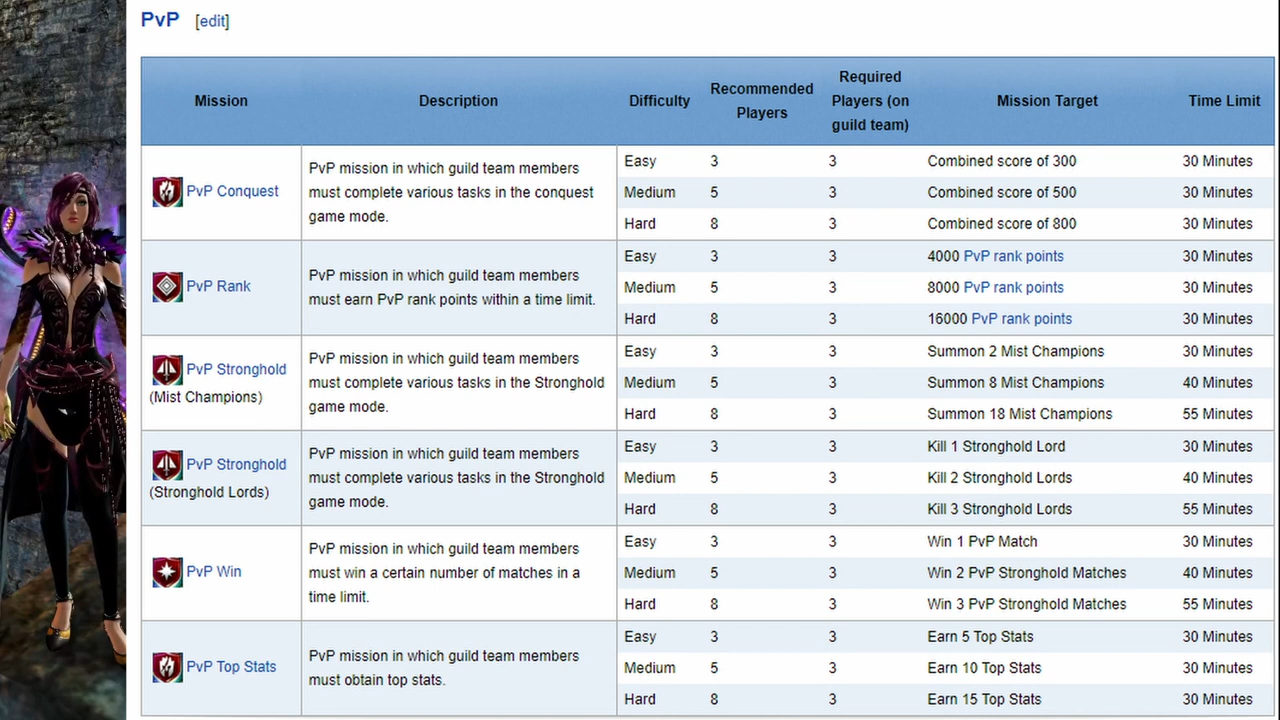 PvP [edit]
Mission Description Difficulty Recommended Players Required Players (on guild team) Mission Target Time Limit
PvP Conquest
PvP mission in which guild team members
must complete various tasks in the conquest
game mode.
Easy 3 3 Combined score of 300 30 Minutes
Medium 5 3 Combined score of 500 30 Minutes
Hard 8 3 Combined score of 800 30 Minutes
PvP Rank
PvP mission in which guild team members
must earn PvP rank points within a time limit.
Easy 3 3 4000 PvP rank points 30 Minutes
Medium 5 3 8000 PvP rank points 30 Minutes
Hard 8 3 16000 PvP rank points 30 Minutes
PvP Stronghold
(Mist Champions)
PvP mission in which guild team members
must complete various tasks in the Stronghold
game mode.
Easy 3 3 Summon 2 Mist Champions 30 Minutes
Medium 5 3 Summon 8 Mist Champions 40 Minutes
Hard 8 3 Summon 18 Mist Champions 55 Minutes
PvP Stronghold
(Stronghold Lords)
PvP mission in which guild team members
must complete various tasks in the Stronghold
game mode.
Easy 3 3 Kill 1 Stronghold Lord 30 Minutes
Medium 5 3 Kill 2 Stronghold Lords 40 Minutes
Hard 8 3 Kill 3 Stronghold Lords 55 Minutes
PvP Win
PvP mission in which guild team members
must win a certain number of matches in a
time limit.
Easy 3 3 Win 1 PvP Match 30 Minutes
Medium 5 3 Win 2 PvP Stronghold Matches 40 Minutes
Hard 8 3 Win 3 PvP Stronghold Matches 55 Minutes
PvP Top Stats
PvP mission in which guild team members
must obtain top stats.
Easy 3 3 Earn 5 Top Stats 30 Minutes
Medium 5 3 Earn 10 Top Stats 30 Minutes
Hard 8 3 Earn 15 Top Stats 30 Minutes